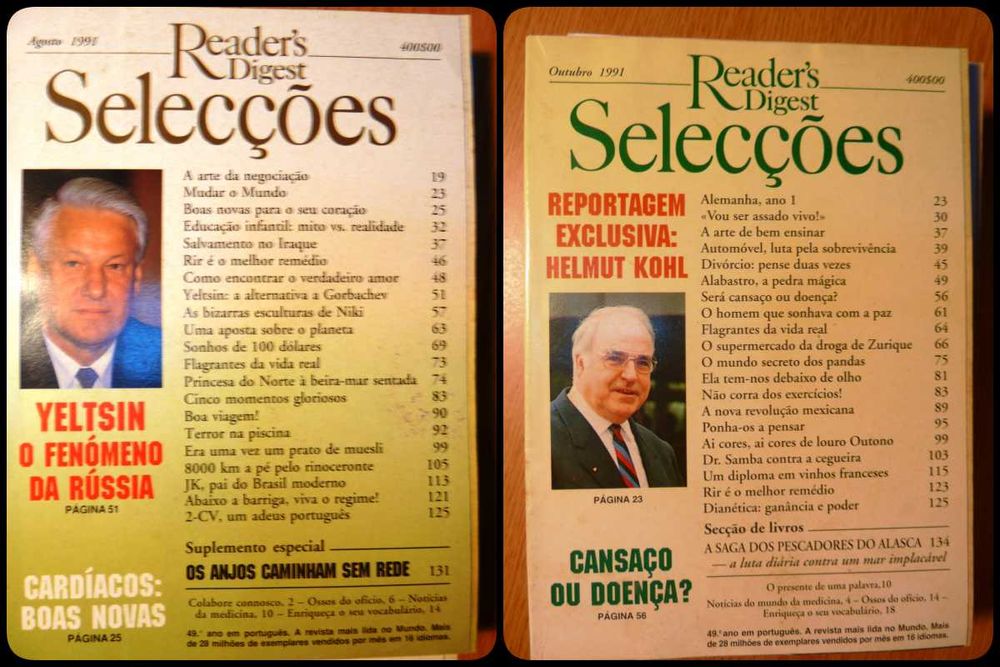 Agosto 1991
Reader's
Digest
400$00
Selecções
A arte da negociação 19
Mudar o Mundo 23
Boas novas para o seu coração 25
Educação infantil: mito vs. realidade 32
Salvamento no Iraque 37
Rir é o melhor remédio 46
Como encontrar o verdadeiro amor 48
Yeltsin: a alternativa a Gorbachev 51
As bizarras esculturas de Niki 57
Uma aposta sobre o planeta 63
Sonhos de 100 dólares 69
Flagrantes da vida real 73
Princesa do Norte à beira-mar sentada 74
Cinco momentos gloriosos 83
Boa viagem! 90
Terror na piscina 92
Era uma vez um prato de muesli 99
8000 km a pé pelo rinoceronte 105
JK, pai do Brasil moderno 113
Abaixo a barriga, viva o regime! 121
2-CV, um adeus português 125
YELTSIN
O FENÓMENO
DA RÚSSIA
PÁGINA 51
CARDÍACOS:
BOAS NOVAS
PÁGINA 25
Suplemento especial
OS ANJOS CAMINHAM SEM REDE 131
Colabore connosco, 2 – Ossos do ofício, 6 – Notícias
da medicina, 10 – Enriqueça o seu vocabulário, 14
49.º ano em português. A revista mais lida no Mundo. Mais
de 28 milhões de exemplares vendidos por mês em 16 idiomas.
Outubro 1991
Reader's
Digest
400$00
Selecções
REPORTAGEM
EXCLUSIVA:
HELMUT KOHL
PÁGINA 23
CANSAÇO
OU DOENÇA?
PÁGINA 56
Alemanha, ano 1 23
«Vou ser assado vivo!» 30
A arte de bem ensinar 37
Automóvel, luta pela sobrevivência 39
Divórcio: pense duas vezes 45
Alabastro, a pedra mágica 49
Será cansaço ou doença? 56
O homem que sonhava com a paz 61
Flagrantes da vida real 64
O supermercado da droga de Zurique 66
O mundo secreto dos pandas 75
Ela tem-nos debaixo de olho 81
Não corra dos exercícios! 83
A nova revolução mexicana 89
Ponha-os a pensar 95
Ai cores, ai cores de louro Outono 99
Dr. Samba contra a cegueira 103
Um diploma em vinhos franceses 115
Rir é o melhor remédio 123
Dianética: ganância e poder 125
Secção de livros
A SAGA DOS PESCADORES DO ALASCA 134
— a luta diária contra um mar implacável
O presente de uma palavra,10
Notícias do mundo da medicina, 4 – Ossos do ofício, 14 –
Enriqueça o seu vocabulário, 18
49.º ano em português. A revista mais lida no Mundo. Mais
de 28 milhões de exemplares vendidos por mês em 16 idiomas.